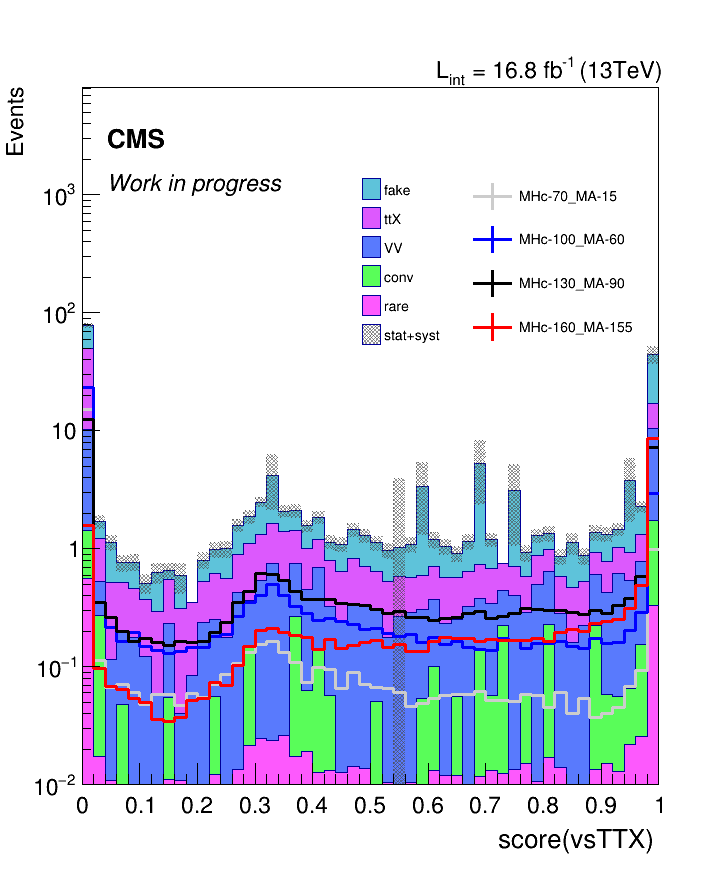 L_int = 16.8 fb^-1 (13TeV)
Events
CMS
Work in progress
fake
ttX
VV
conv
rare
stat+syst
MHc-70_MA-15
MHc-100_MA-60
MHc-130_MA-90
MHc-160_MA-155
10^3
10^2
10
1
10^-1
10^-2
0 0.1 0.2 0.3 0.4 0.5 0.6 0.7 0.8 0.9 1
score(vsTTX)